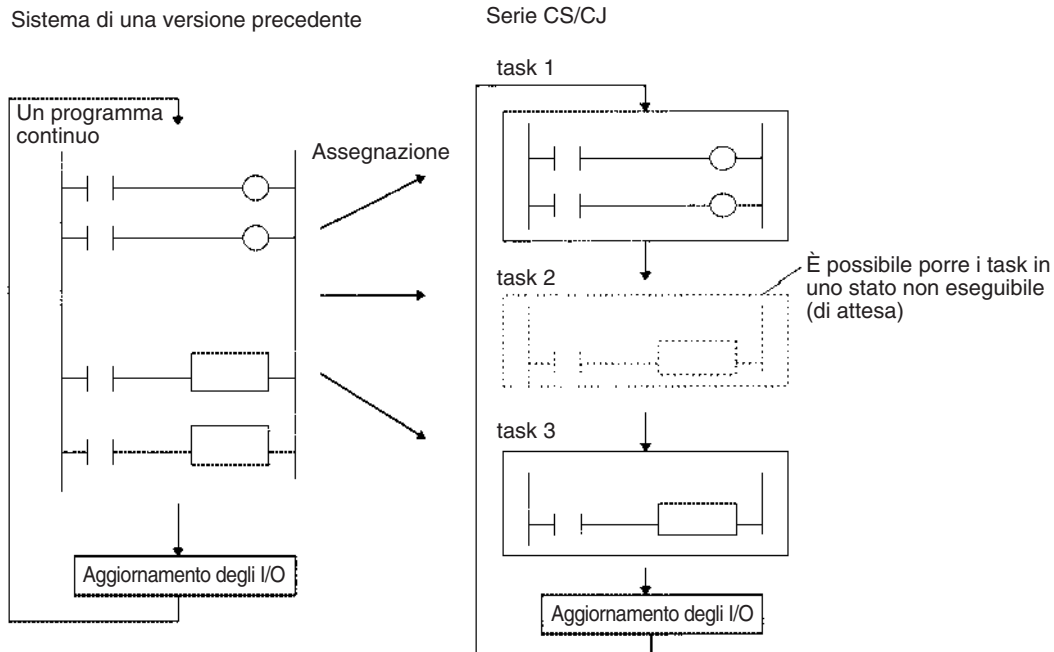 Sistema di una versione precedente
Serie CS/CJ
task 1
Un programma
continuo
Assegnazione
task 2
È possibile porre i task in
uno stato non eseguibile
(di attesa)
task 3
Aggiornamento degli I/O
Aggiornamento degli I/O